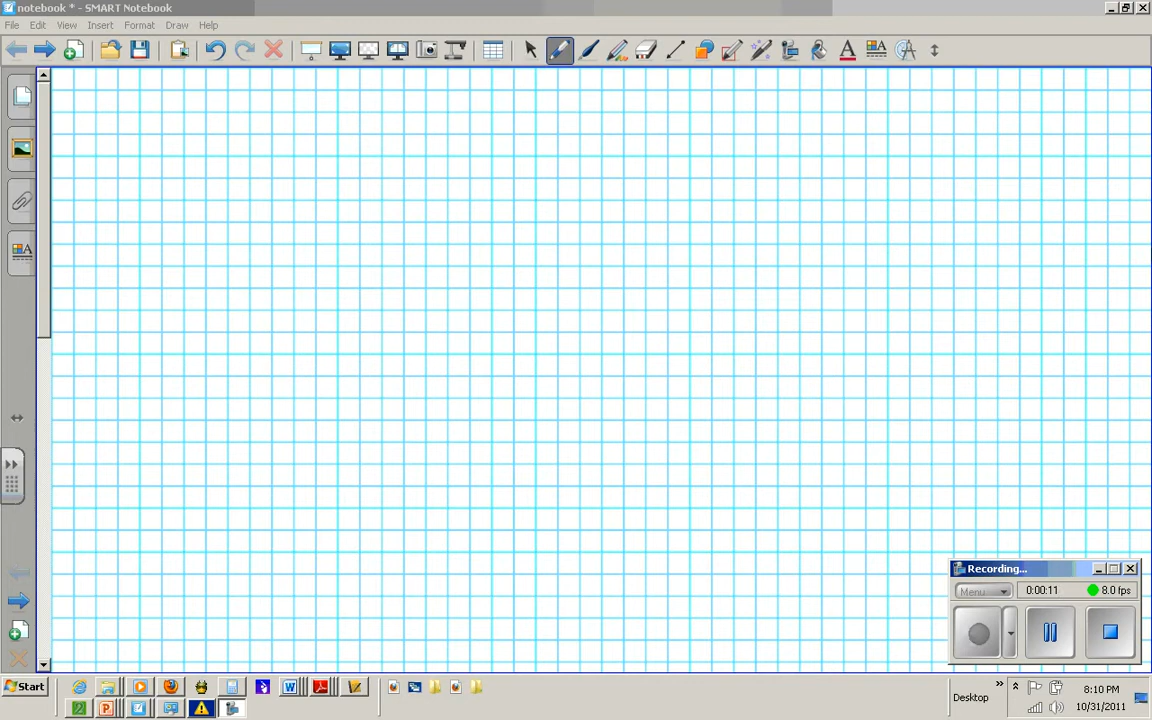 notebook * - SMART Notebook
File Edit View Insert Format Draw Help
Recording...
Menu 0:00:11 8.0 fps
Start
Desktop
8:10 PM
10/31/2011